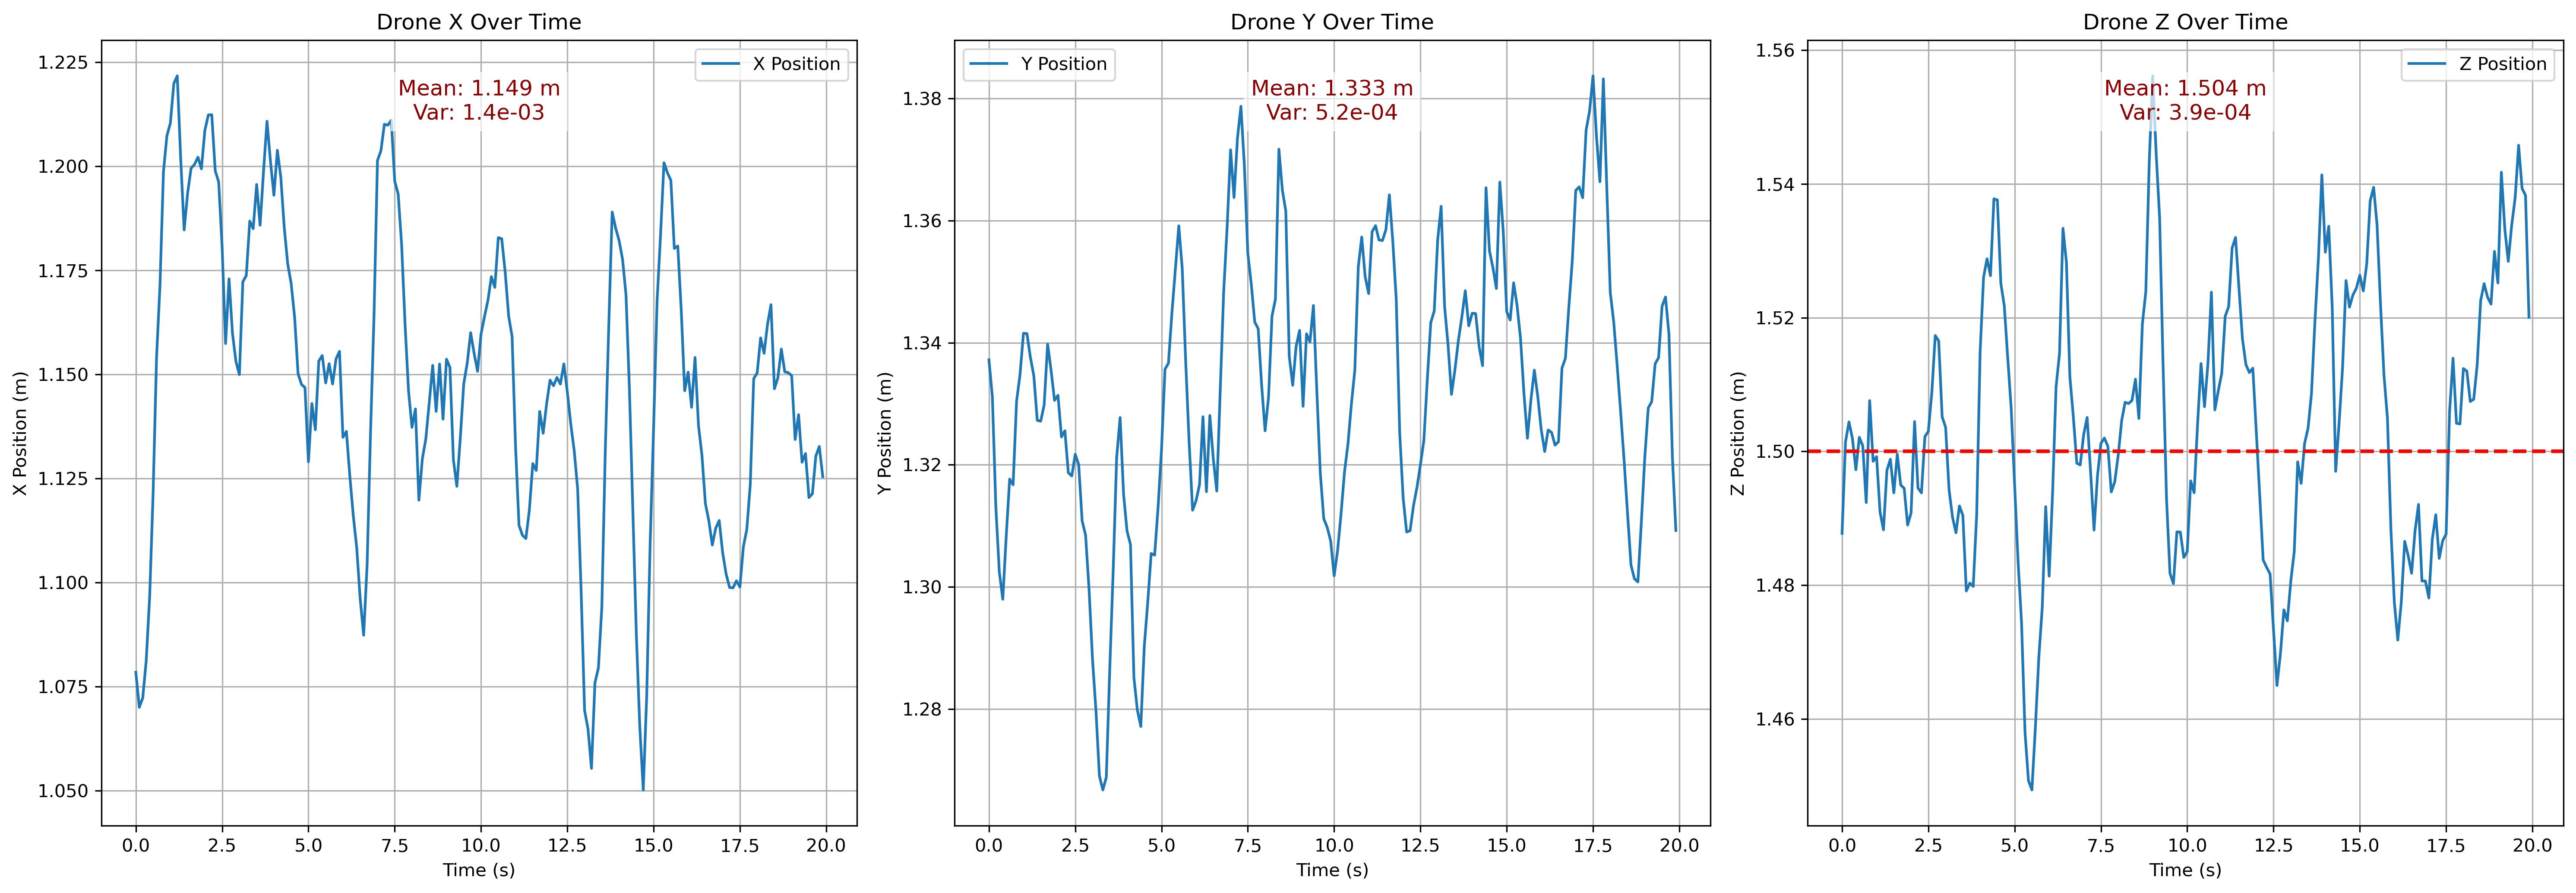 Drone X Over Time
X Position
Mean: 1.149 m
Var: 1.4e-03
X Position (m)
1.225
1.200
1.175
1.150
1.125
1.100
1.075
1.050
0.0 2.5 5.0 7.5 10.0 12.5 15.0 17.5 20.0
Time (s)
Drone Y Over Time
Y Position
Mean: 1.333 m
Var: 5.2e-04
Y Position (m)
1.38
1.36
1.34
1.32
1.30
1.28
0.0 2.5 5.0 7.5 10.0 12.5 15.0 17.5 20.0
Time (s)
Drone Z Over Time
Z Position
Mean: 1.504 m
Var: 3.9e-04
Z Position (m)
1.56
1.54
1.52
1.50
1.48
1.46
0.0 2.5 5.0 7.5 10.0 12.5 15.0 17.5 20.0
Time (s)